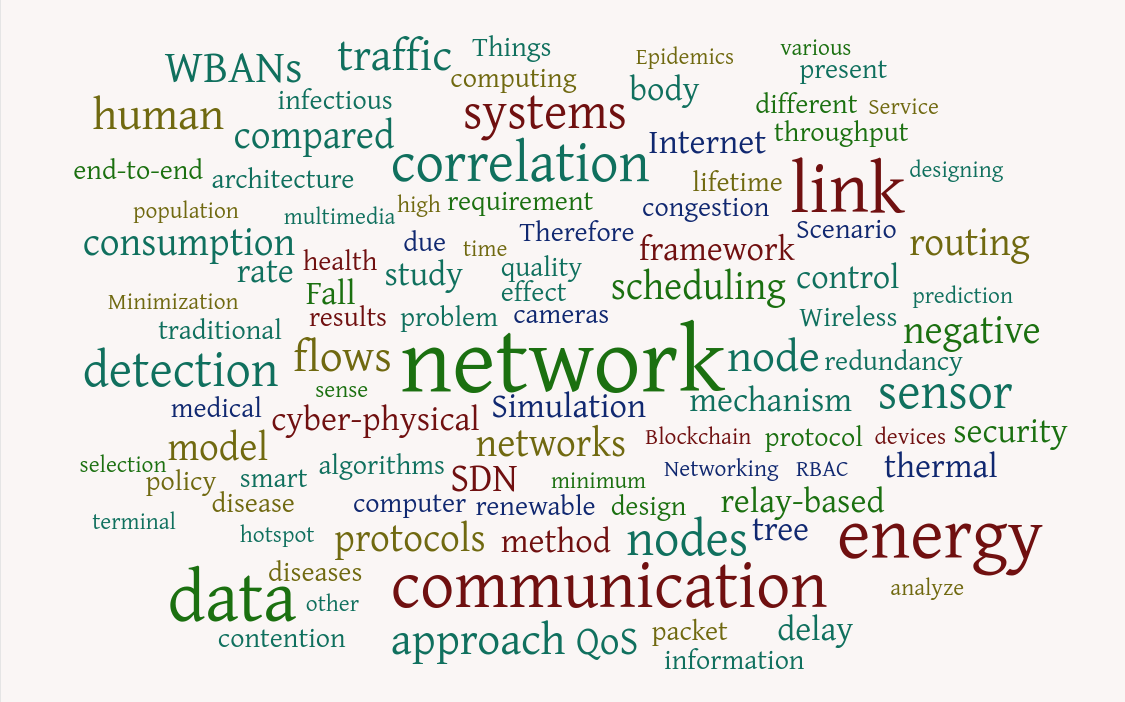 WBANs traffic Things Epidemics various
computing body present
human infectious systems different Service
compared Internet throughput
end-to-end architecture correlation lifetime link designing
population multimedia high requirement congestion
consumption due time Therefore framework Scenario routing
rate health study quality scheduling control
Minimization Fall effect prediction
traditional results problem cameras Wireless negative
detection flows network node redundancy
sense sensor
medical cyber-physical Simulation mechanism
model networks Blockchain protocol devices security
selection policy smart algorithms SDN minimum Networking RBAC thermal
disease computer renewable design relay-based
terminal hotspot protocols method nodes tree energy
data diseases other communication analyze
contention approach QoS packet delay
information